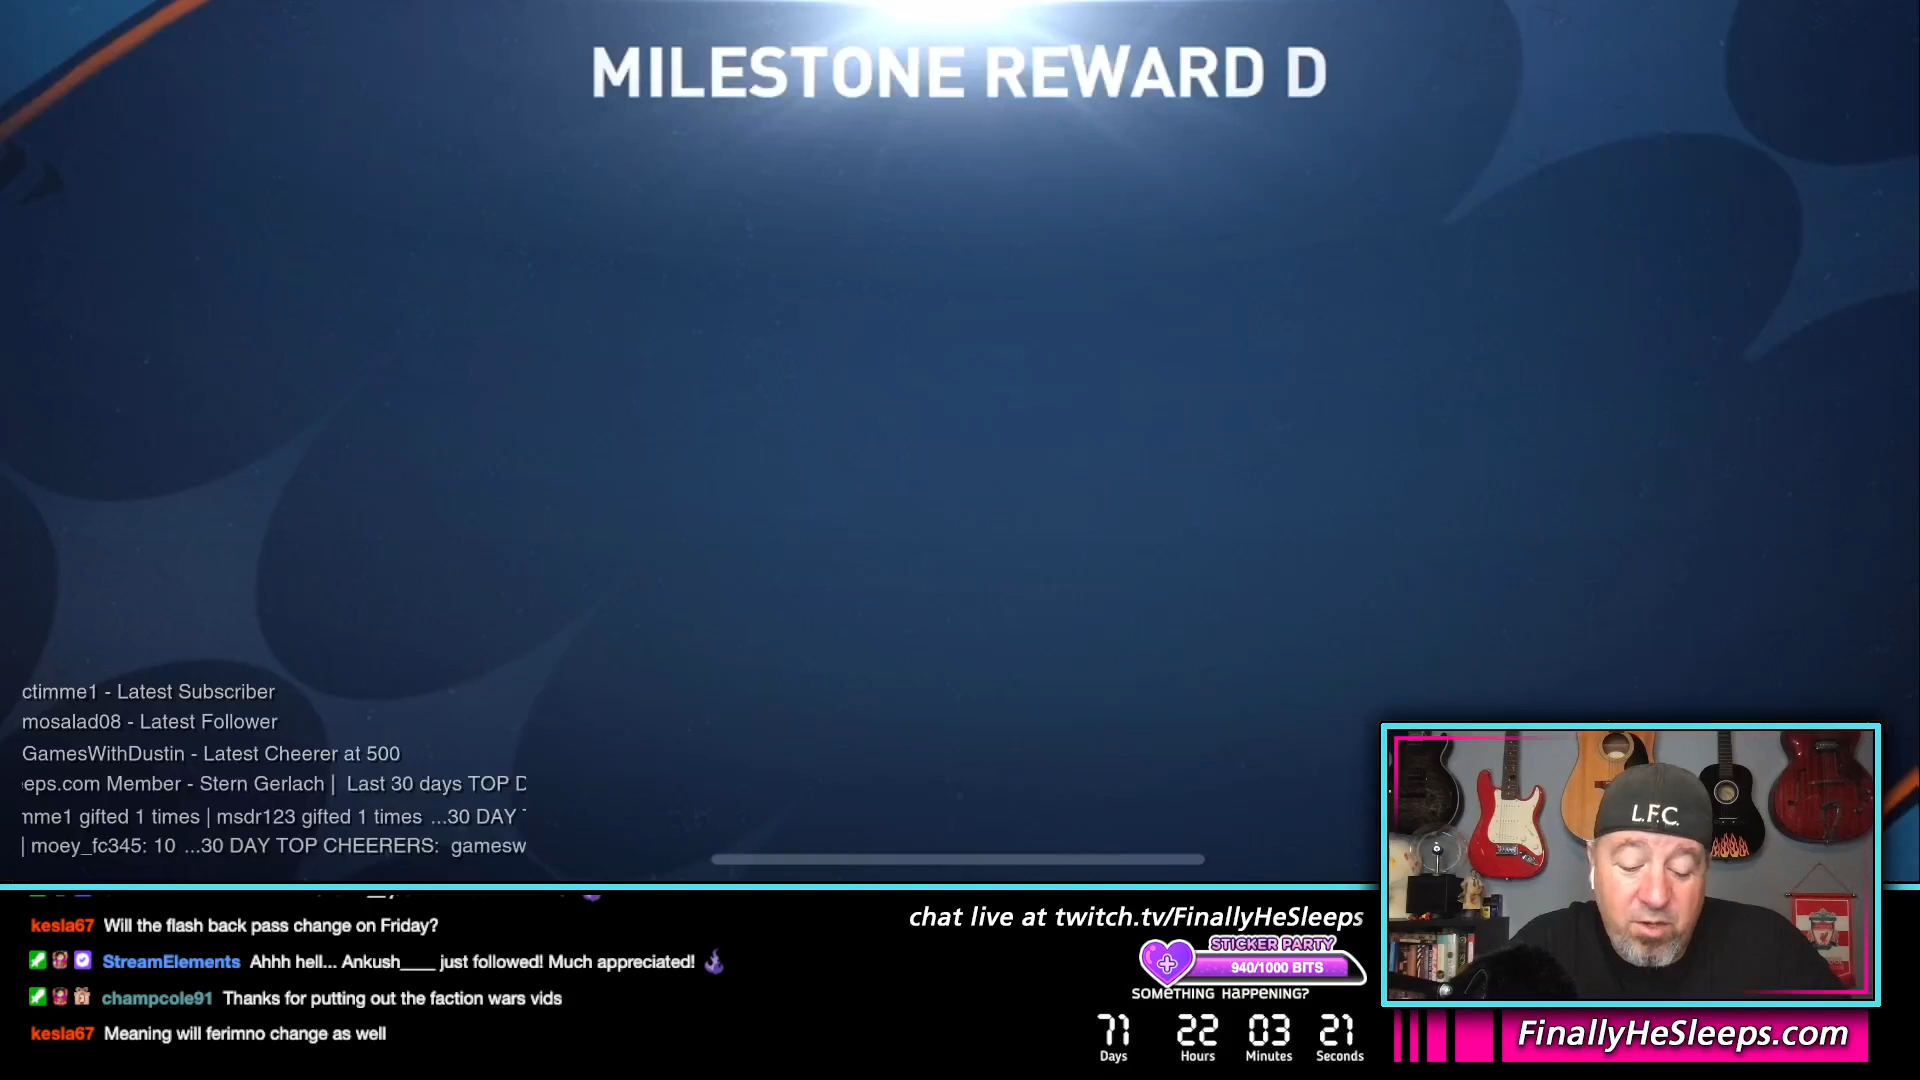 MILESTONE REWARD D
ctimme1 - Latest Subscriber
mosalad08 - Latest Follower
GamesWithDustin - Latest Cheerer at 500
eps.com Member - Stern Gerlach | Last 30 days TOP D
nme1 gifted 1 times | msdr123 gifted 1 times ...30 DAY
| moey_fc345: 10 ...30 DAY TOP CHEERERS: gamesw
kesla67 Will the flash back pass change on Friday?
StreamElements Ahhh hell... Ankush____ just followed! Much appreciated!
champcole91 Thanks for putting out the faction wars vids
kesla67 Meaning will ferimno change as well
chat live at twitch.tv/FinallyHeSleeps
STICKER PARTY
940/1000 BITS
SOMETHING HAPPENING?
71 22 03 21
Days Hours Minutes Seconds
L.F.C.
FinallyHeSleeps.com